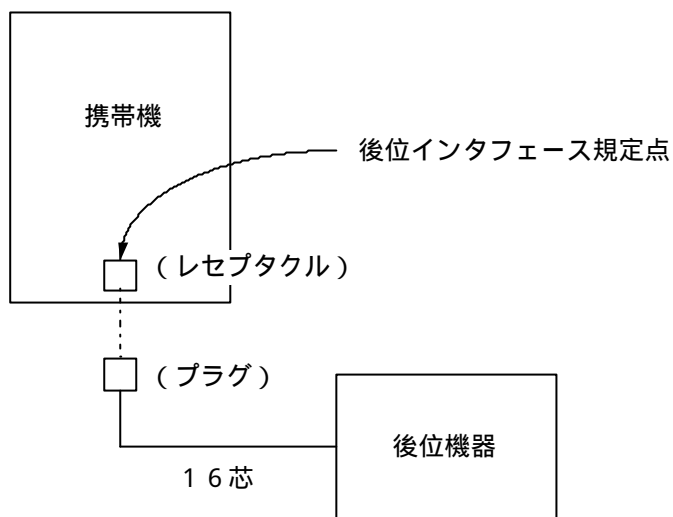 携帯機
後位インタフェース規定点
（レセプタクル）
（プラグ）
後位機器
１６芯